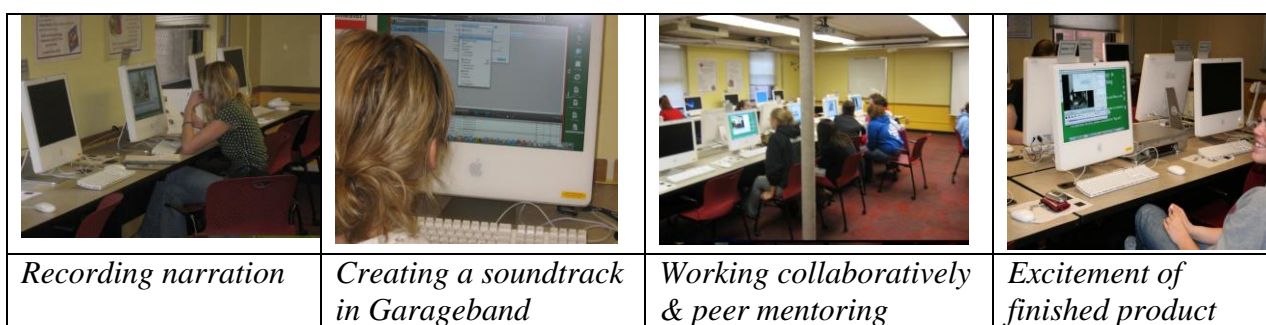 Recording narration
Creating a soundtrack
in Garageband
Working collaboratively
& peer mentoring
Excitement of
finished product